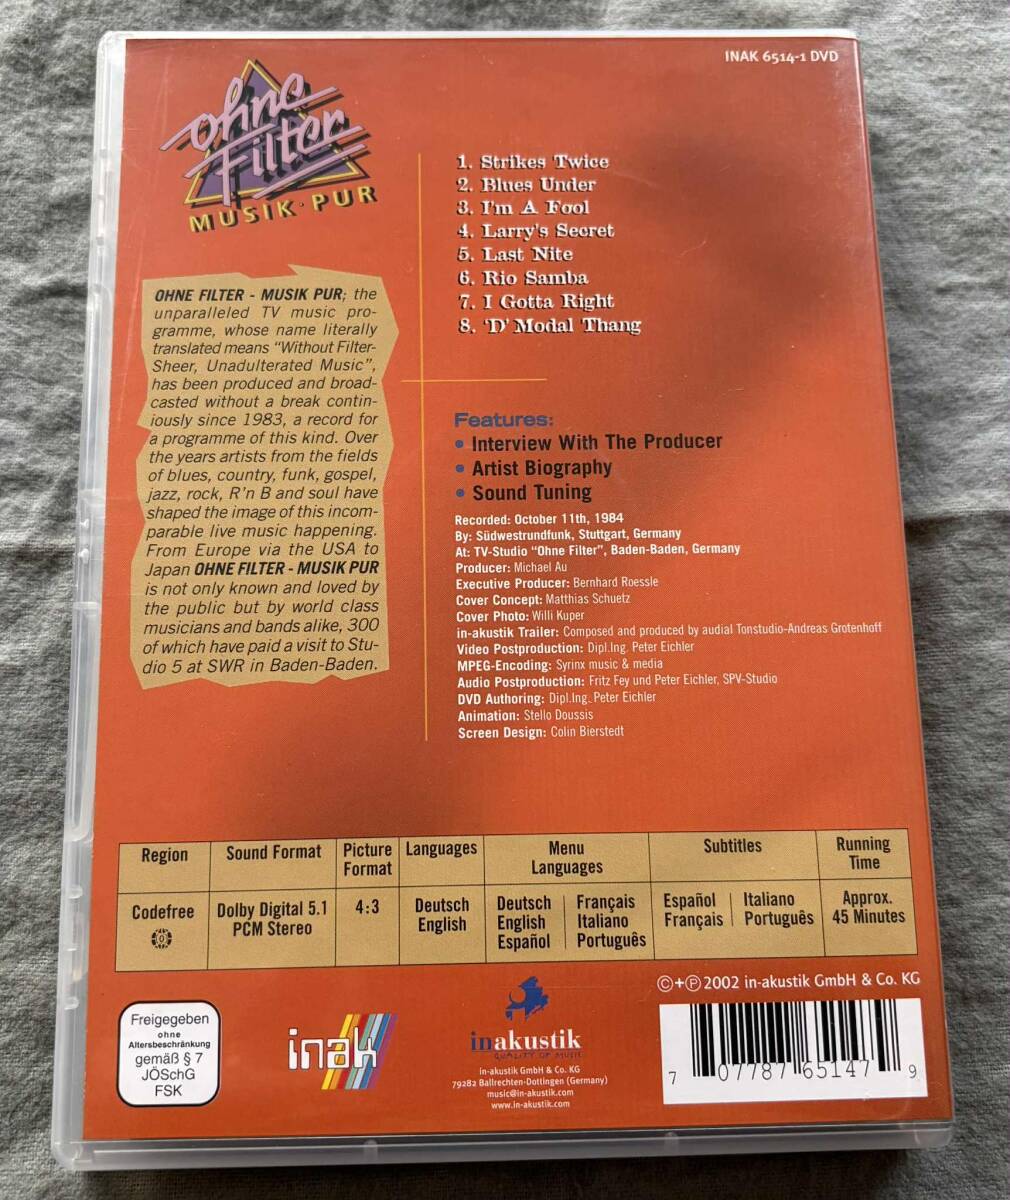 INAK 6514-1 DVD
ohne
Filter
MUSIK · PUR
1. Strikes Twice
2. Blues Under
3. I'm A Fool
4. Larry's Secret
5. Last Nite
6. Rio Samba
7. I Gotta Right
8. 'D' Modal Thang
OHNE FILTER - MUSIK PUR; the
unparalleled TV music pro-
gramme, whose name literally
translated means "Without Filter-
Sheer, Unadulterated Music",
has been produced and broad-
casted without a break contin-
iously since 1983, a record for
a programme of this kind. Over
the years artists from the fields
of blues, country, funk, gospel,
jazz, rock, R'n B and soul have
shaped the image of this incom-
parable live music happening.
From Europe via the USA to
Japan OHNE FILTER - MUSIK PUR
is not only known and loved by
the public but by world class
musicians and bands alike, 300
of which have paid a visit to Stu-
dio 5 at SWR in Baden-Baden.
Features:
• Interview With The Producer
• Artist Biography
• Sound Tuning
Recorded: October 11th, 1984
By: Südwestrundfunk, Stuttgart, Germany
At: TV-Studio "Ohne Filter", Baden-Baden, Germany
Producer: Michael Au
Executive Producer: Bernhard Roessle
Cover Concept: Matthias Schuetz
Cover Photo: Willi Kuper
in-akustik Trailer: Composed and produced by audial Tonstudio-Andreas Grotenhoff
Video Postproduction: Dipl.Ing. Peter Eichler
MPEG-Encoding: Syrinx music & media
Audio Postproduction: Fritz Fey und Peter Eichler, SPV-Studio
DVD Authoring: Dipl.Ing. Peter Eichler
Animation: Stello Doussis
Screen Design: Colin Bierstedt
Region
Sound Format
Picture
Format
Languages
Menu
Languages
Subtitles
Running
Time
Codefree
0
Dolby Digital 5.1
PCM Stereo
4:3
Deutsch
English
Deutsch
English
Español
Français
Italiano
Português
Español
Français
Italiano
Português
Approx.
45 Minutes
©+℗ 2002 in-akustik GmbH & Co. KG
Freigegeben
ohne
Altersbeschränkung
gemäß § 7
JÖSchG
FSK
inak
inakustik
QUALITY OF MUSIC
in-akustik GmbH & Co. KG
79282 Ballrechten-Dottingen (Germany)
music@in-akustik.com
www.in-akustik.com
7 07787 65147 9